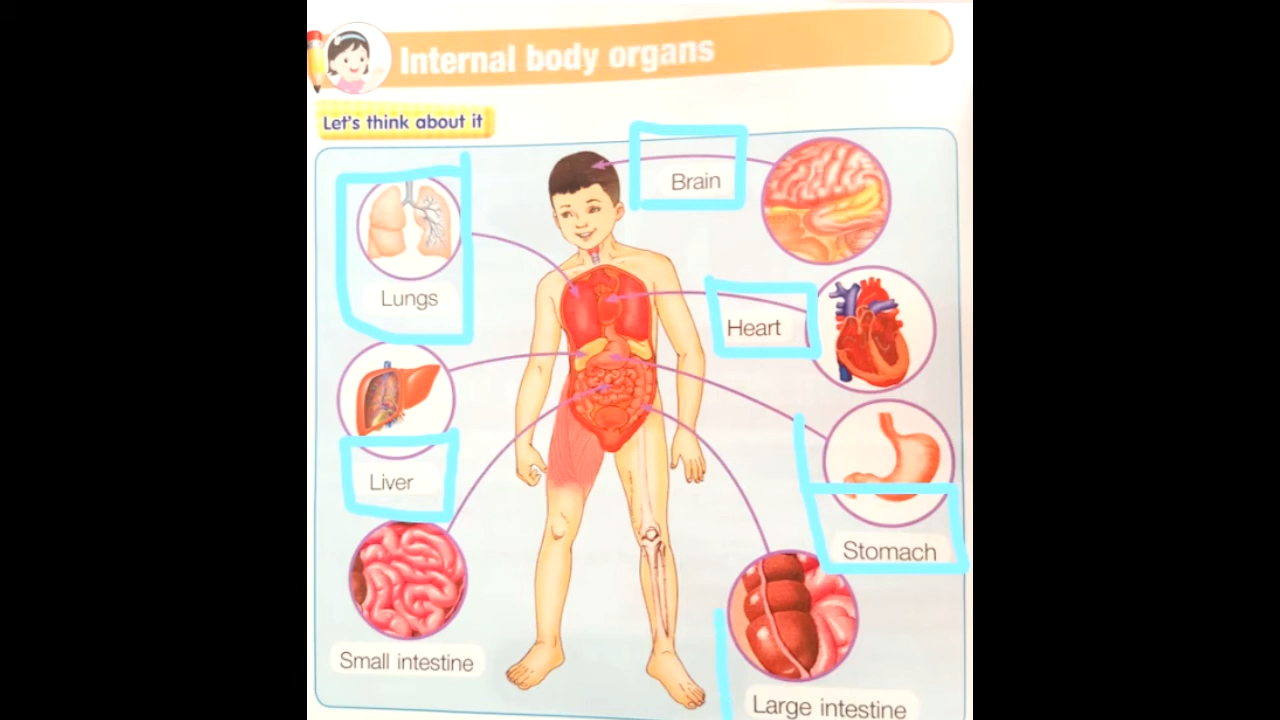 Internal body organs
Let's think about it
Brain
Lungs
Heart
Liver
Stomach
Small intestine
Large intestine